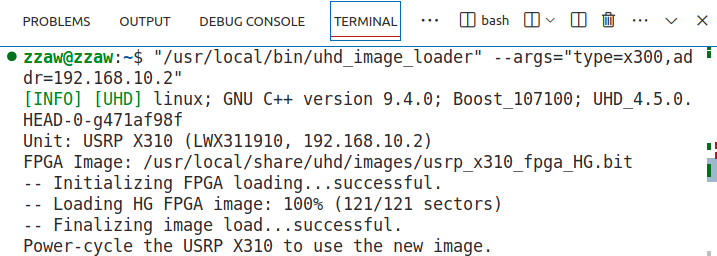 PROBLEMS OUTPUT DEBUG CONSOLE TERMINAL ··· bash
zzaw@zzaw:~$ "/usr/local/bin/uhd_image_loader" --args="type=x300,ad
dr=192.168.10.2"
[INFO] [UHD] linux; GNU C++ version 9.4.0; Boost_107100; UHD_4.5.0.
HEAD-0-g471af98f
Unit: USRP X310 (LWX311910, 192.168.10.2)
FPGA Image: /usr/local/share/uhd/images/usrp_x310_fpga_HG.bit
-- Initializing FPGA loading...successful.
-- Loading HG FPGA image: 100% (121/121 sectors)
-- Finalizing image load...successful.
Power-cycle the USRP X310 to use the new image.